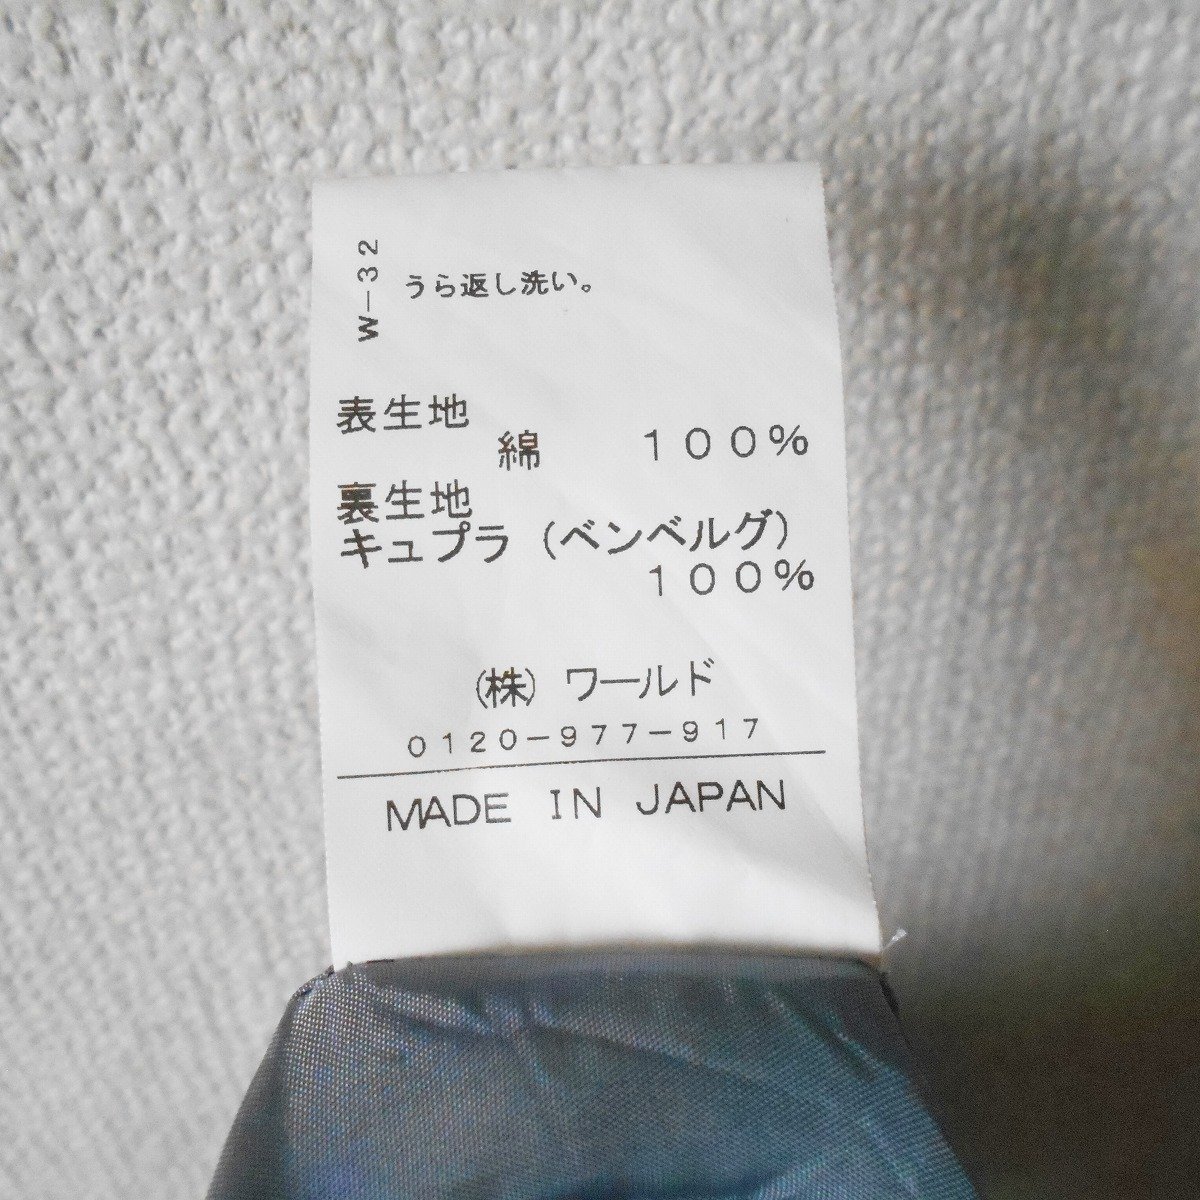 W-32
うら返し洗い。
表生地
綿 100%
裏生地
キュプラ(ベンベルグ)
100%
(株) ワールド
0120-977-917
MADE IN JAPAN